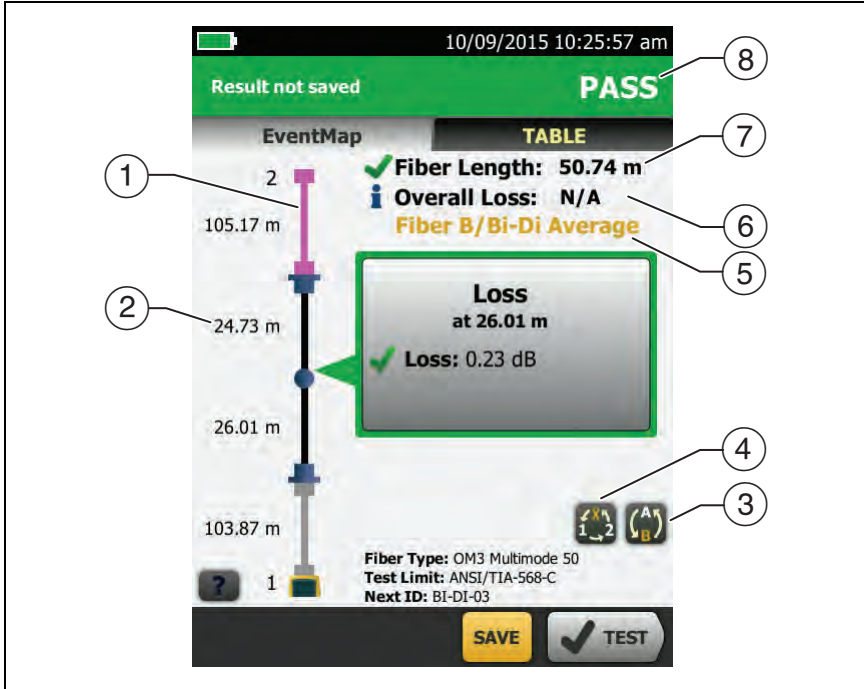 10/09/2015 10:25:57 am
8
Result not saved
PASS
EventMap
TABLE
7
1
2
Fiber Length: 50.74 m
i Overall Loss: N/A
6
105.17 m
Fiber B/Bi-Di Average
5
Loss
at 26.01 m
2
24.73 m
Loss: 0.23 dB
26.01 m
4
X
1 2
A
B
3
103.87 m
Fiber Type: OM3 Multimode 50
Test Limit: ANSI/TIA-568-C
Next ID: BI-DI-03
?
1
SAVE
TEST